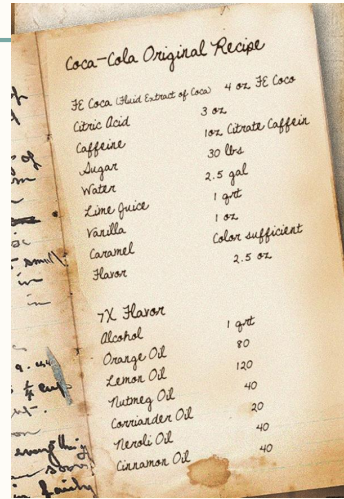 Coca-Cola Original Recipe
FE Coca (Fluid Extract of Coca) 4 oz FE Coco
Citric Acid 3 oz
Caffeine 1oz Citrate Caffein
Sugar 30 lbs
Water 2.5 gal
Lime Juice 1 qrt
Vanilla 1 oz
Caramel Color sufficient
Flavor 2.5 oz
7X Flavor
Alcohol 1 qrt
Orange Oil 80
Lemon Oil 120
Nutmeg Oil 40
Corriander Oil 20
Neroli Oil 40
Cinnamon Oil 40